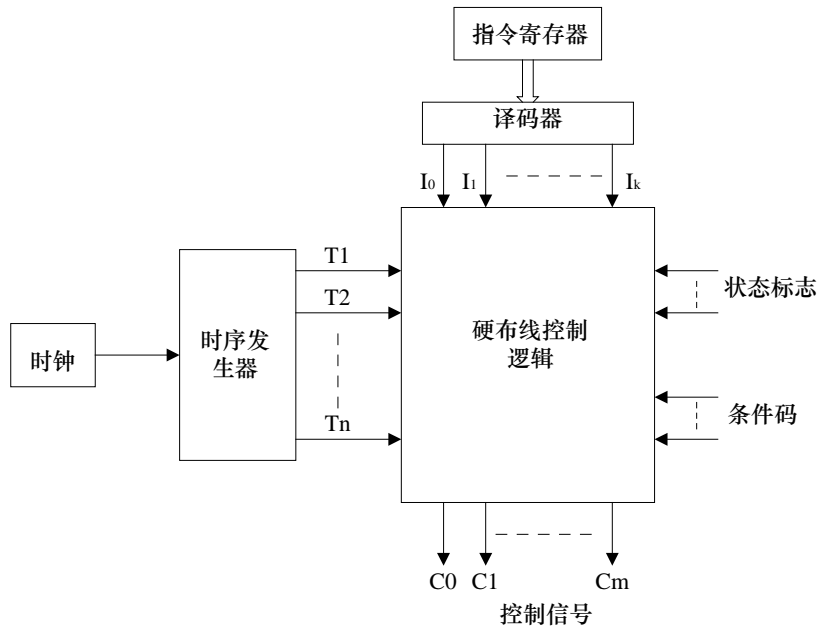 指令寄存器
译码器
I0 I1 Ik
T1
T2
Tn
时钟
时序发
生器
硬布线控制
逻辑
状态标志
条件码
C0 C1 Cm
控制信号